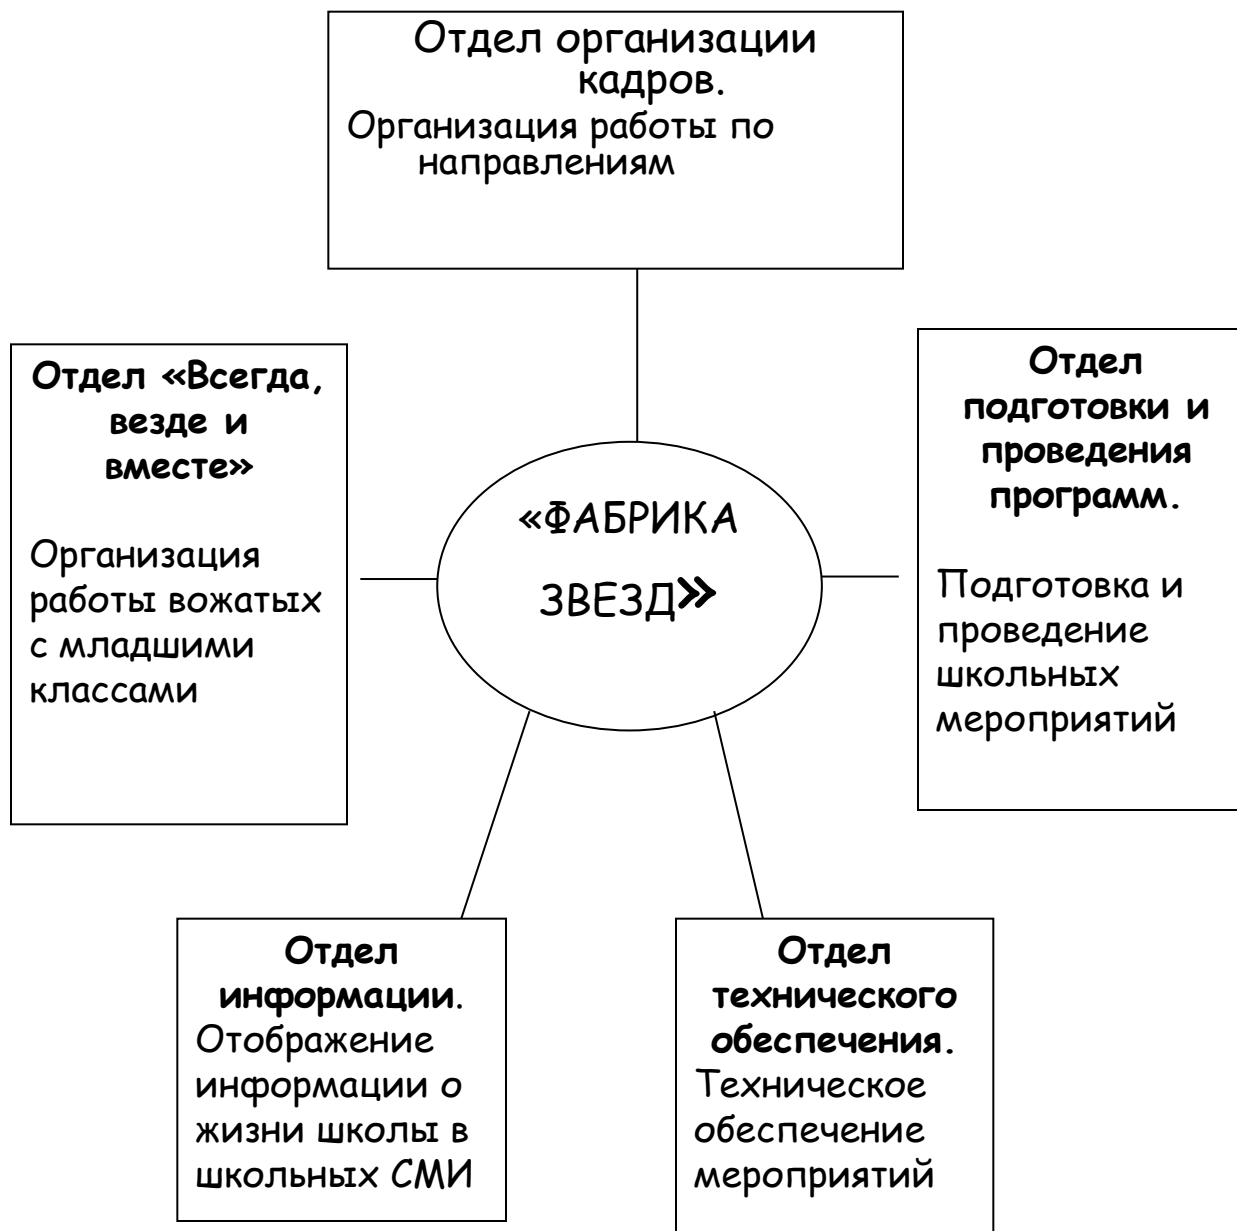 Отдел организации
кадров.
Организация работы по
направлениям
Отдел «Всегда,
везде и
вместе»
Организация
работы вожатых
с младшими
классами
«ФАБРИКА
ЗВЕЗД»
Отдел
подготовки и
проведения
программ.
Подготовка и
проведение
школьных
мероприятий
Отдел
информации.
Отображение
информации о
жизни школы в
школьных СМИ
Отдел
технического
обеспечения.
Техническое
обеспечение
мероприятий